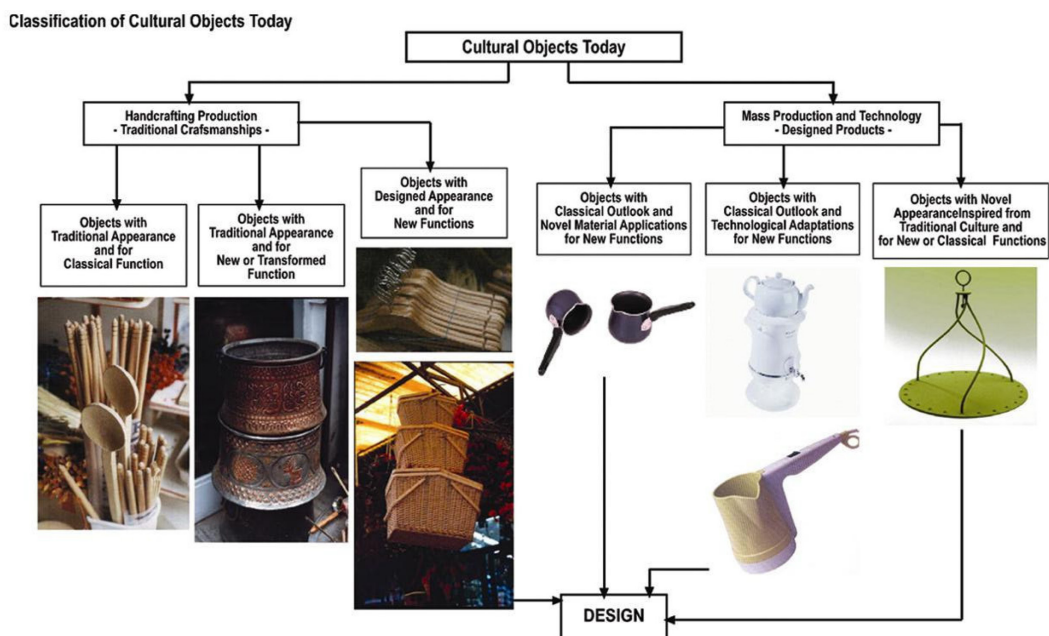 Classification of Cultural Objects Today
Cultural Objects Today
Handcrafting Production
- Traditional Crafsmanships -
Mass Production and Technology
- Designed Products -
Objects with
Traditional Appearance
and for
Classical Function
Objects with
Traditional Appearance
and for
New or Transformed
Function
Objects with
Designed Appearance
and for
New Functions
Objects with
Classical Outlook and
Novel Material Applications
for New Functions
Objects with
Classical Outlook and
Technological Adaptations
for New Functions
Objects with Novel
AppearanceInspired from
Traditional Culture and
for New or Classical Functions
DESIGN